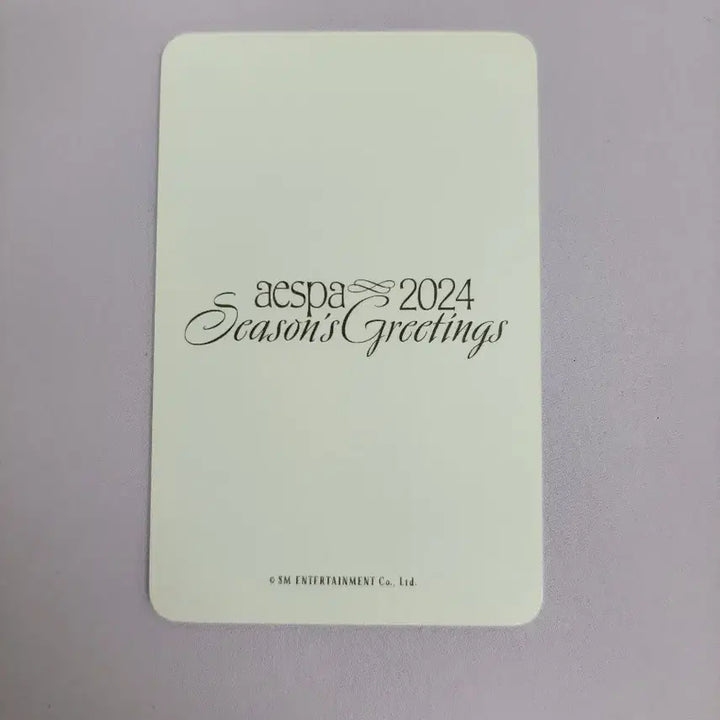 aespa 2024
Season's Greetings
© SM ENTERTAINMENT Co., Ltd.